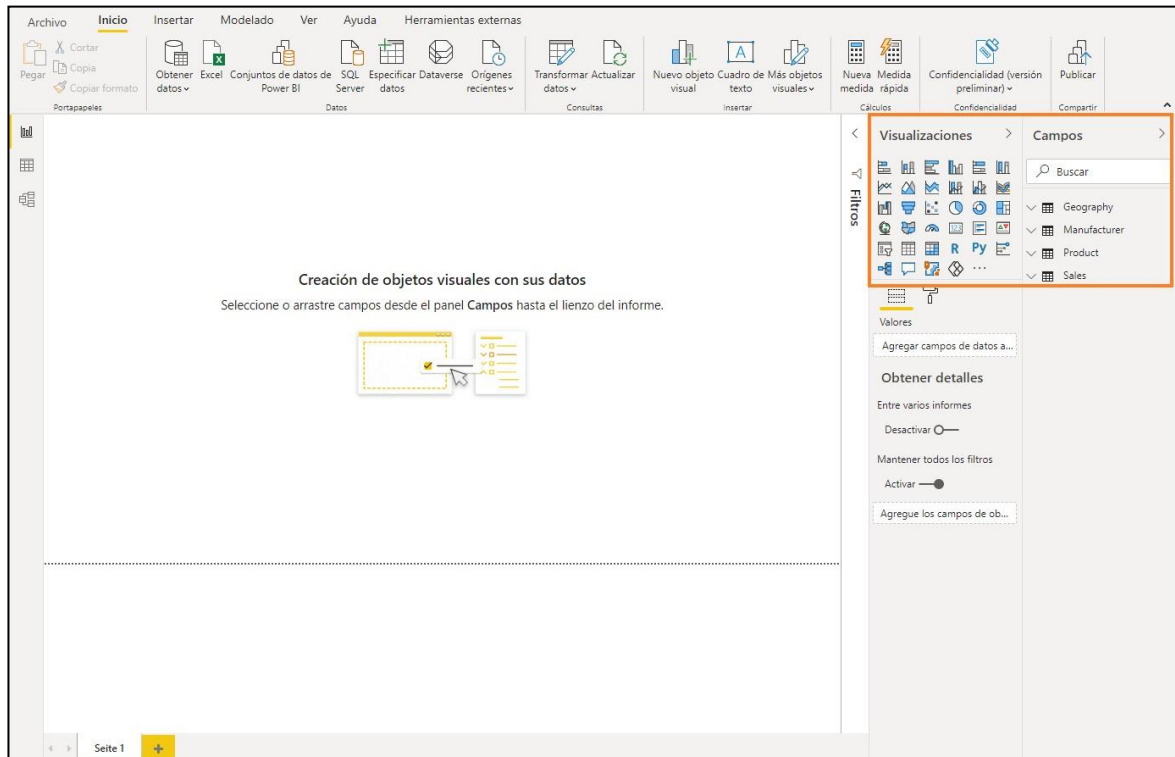 Archivo Inicio Insertar Modelado Ver Ayuda Herramientas externas
Pegar
Cortar
Copia
Copiar formato
Portapapeles
Obtener datos
Excel
Conjuntos de datos de Power BI
SQL Server
Especificar datos
Dataverse
Orígenes recientes
Datos
Transformar datos
Actualizar
Consultas
Nuevo objeto visual
Cuadro de texto
Más objetos visuales
Insertar
Nueva medida
Medida rápida
Cálculos
Confidencialidad (versión preliminar)
Confidencialidad
Publicar
Compartir
Filtros
Visualizaciones
R Py
Campos
Buscar
Geography
Manufacturer
Product
Sales
Valores
Agregar campos de datos a...
Obtener detalles
Entre varios informes
Desactivar
Mantener todos los filtros
Activar
Agregue los campos de ob...
Creación de objetos visuales con sus datos
Seleccione o arrastre campos desde el panel Campos hasta el lienzo del informe.
Seite 1